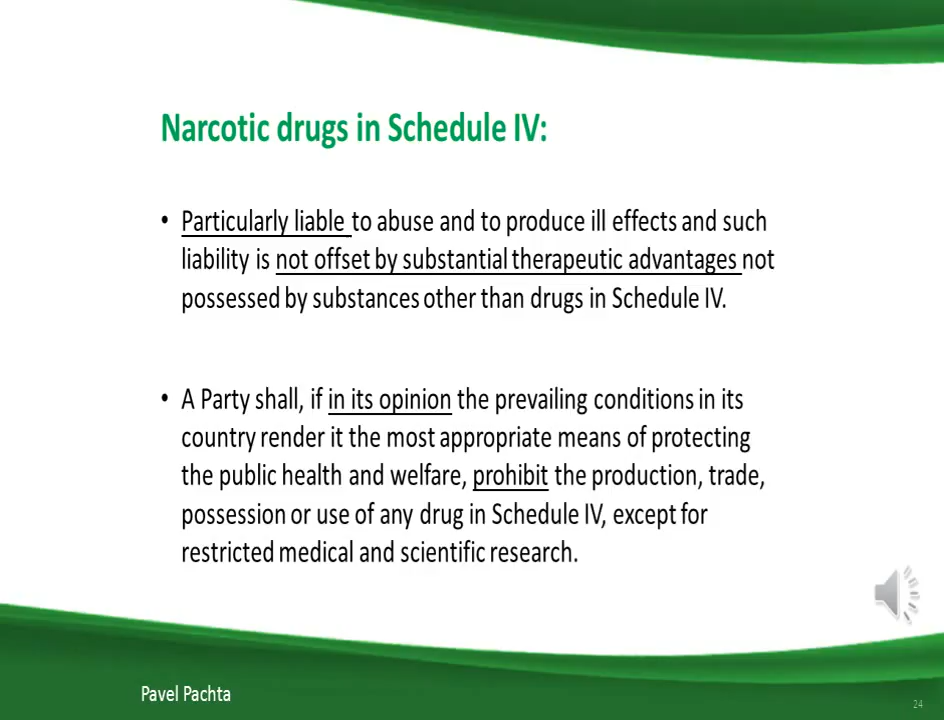 Narcotic drugs in Schedule IV:
• Particularly liable to abuse and to produce ill effects and such
liability is not offset by substantial therapeutic advantages not
possessed by substances other than drugs in Schedule IV.
• A Party shall, if in its opinion the prevailing conditions in its
country render it the most appropriate means of protecting
the public health and welfare, prohibit the production, trade,
possession or use of any drug in Schedule IV, except for
restricted medical and scientific research.
Pavel Pachta
24